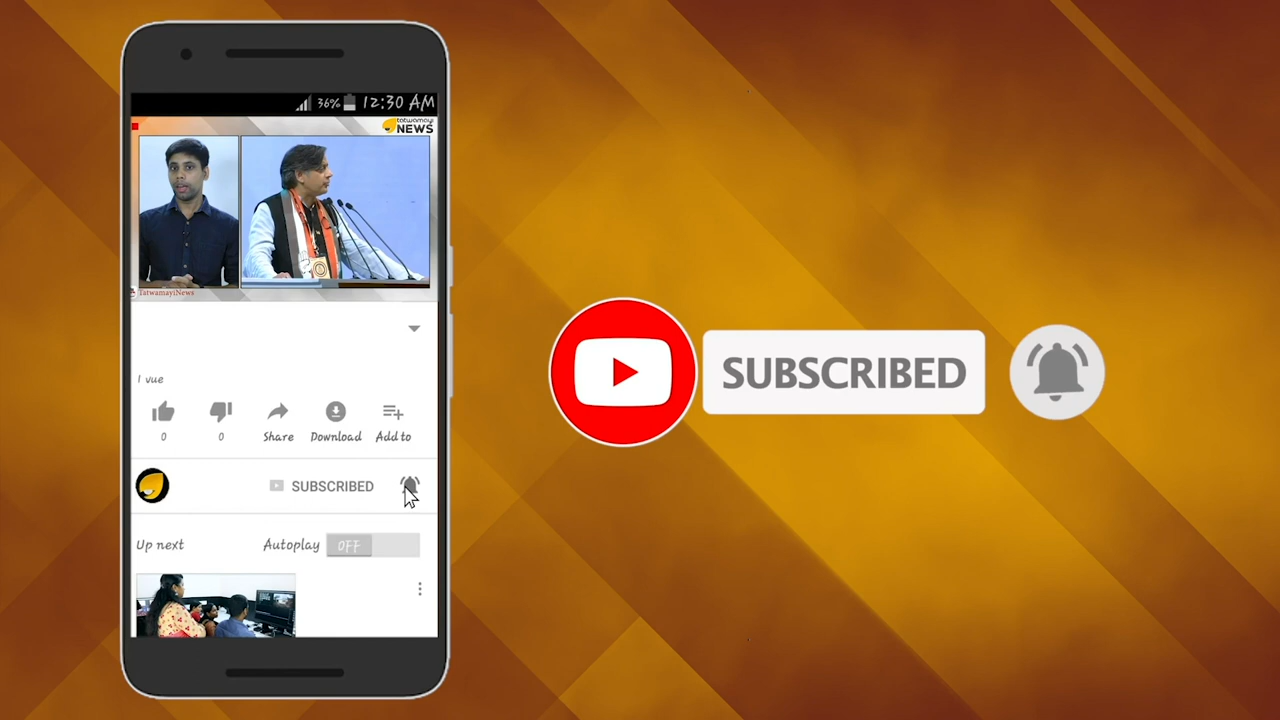 36% 12:30 AM
tatwamayi
NEWS
TatwamayiNews
1 vue
0 0 Share Download Add to
SUBSCRIBED
Up next Autoplay OFF
SUBSCRIBED